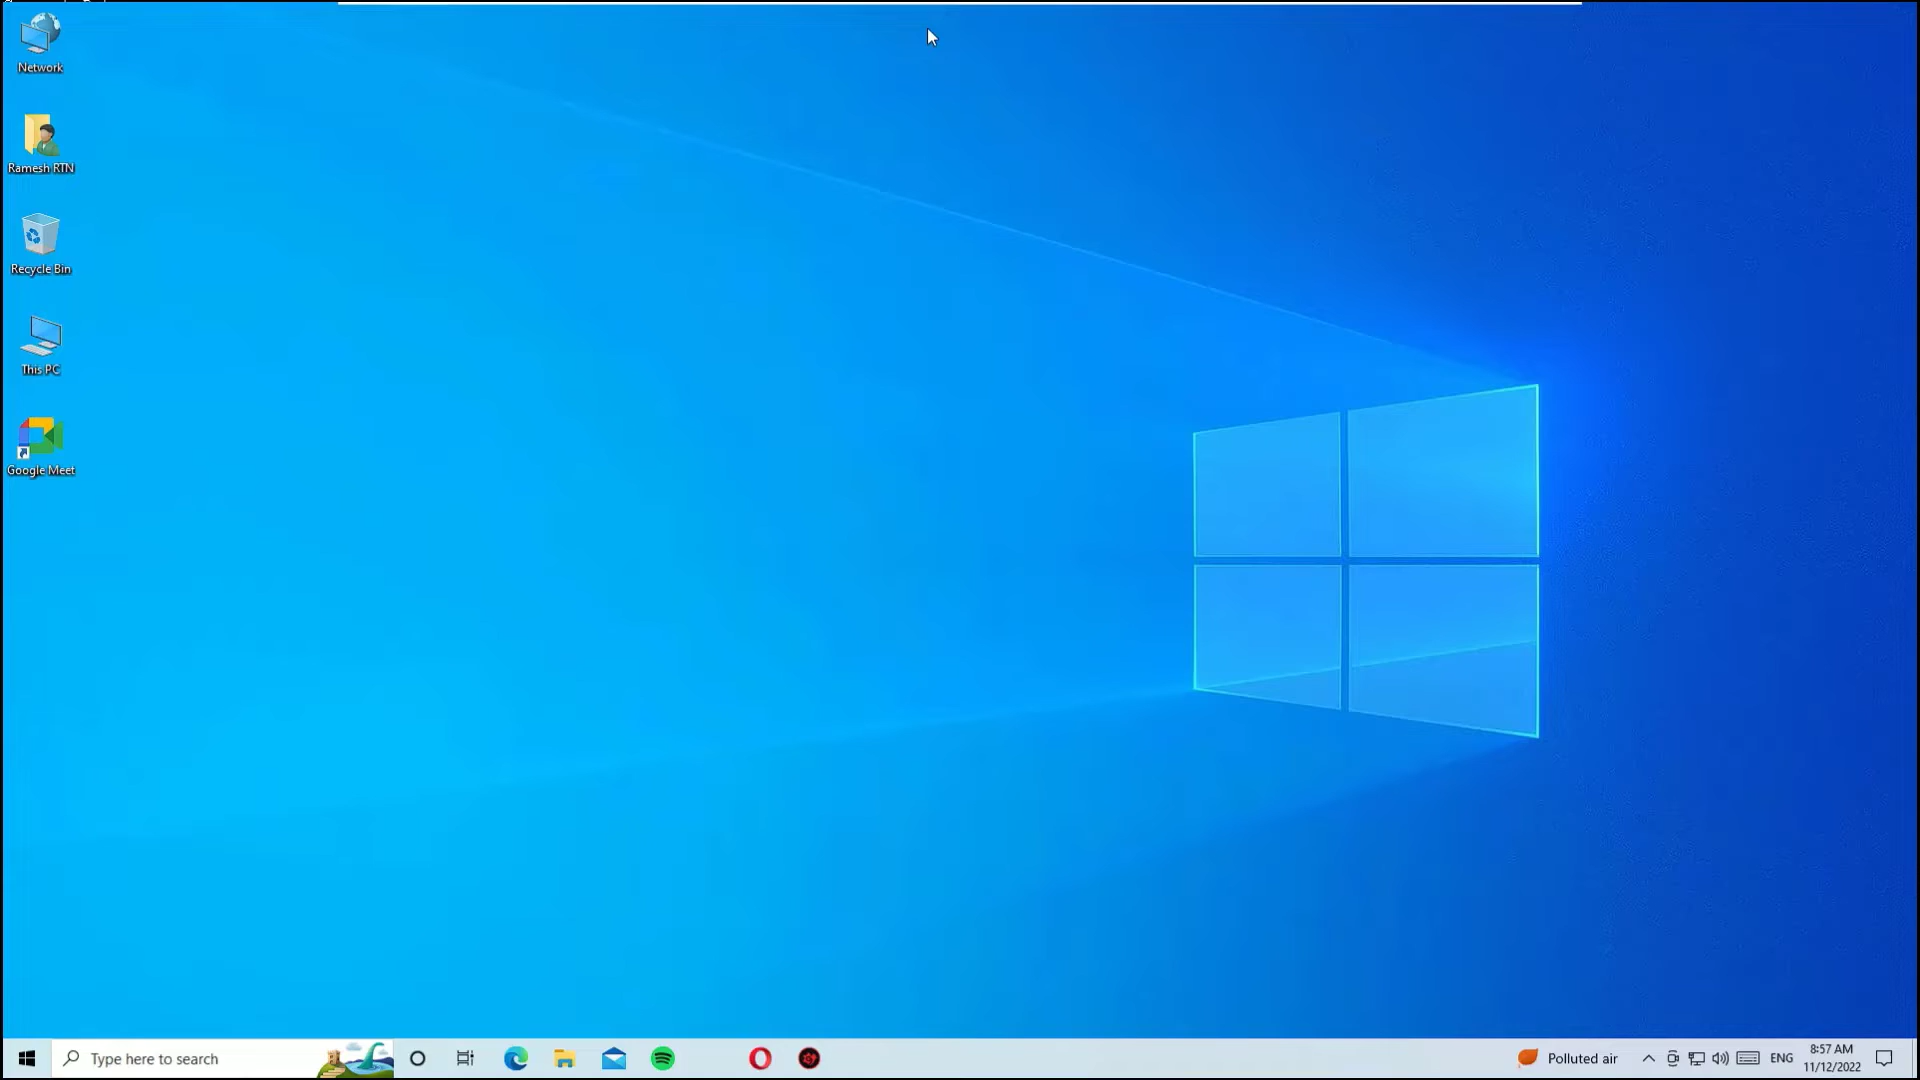 Network
Ramesh RTN
Recycle Bin
This PC
Google Meet
Type here to search
Polluted air
ENG
8:57 AM
11/12/2022